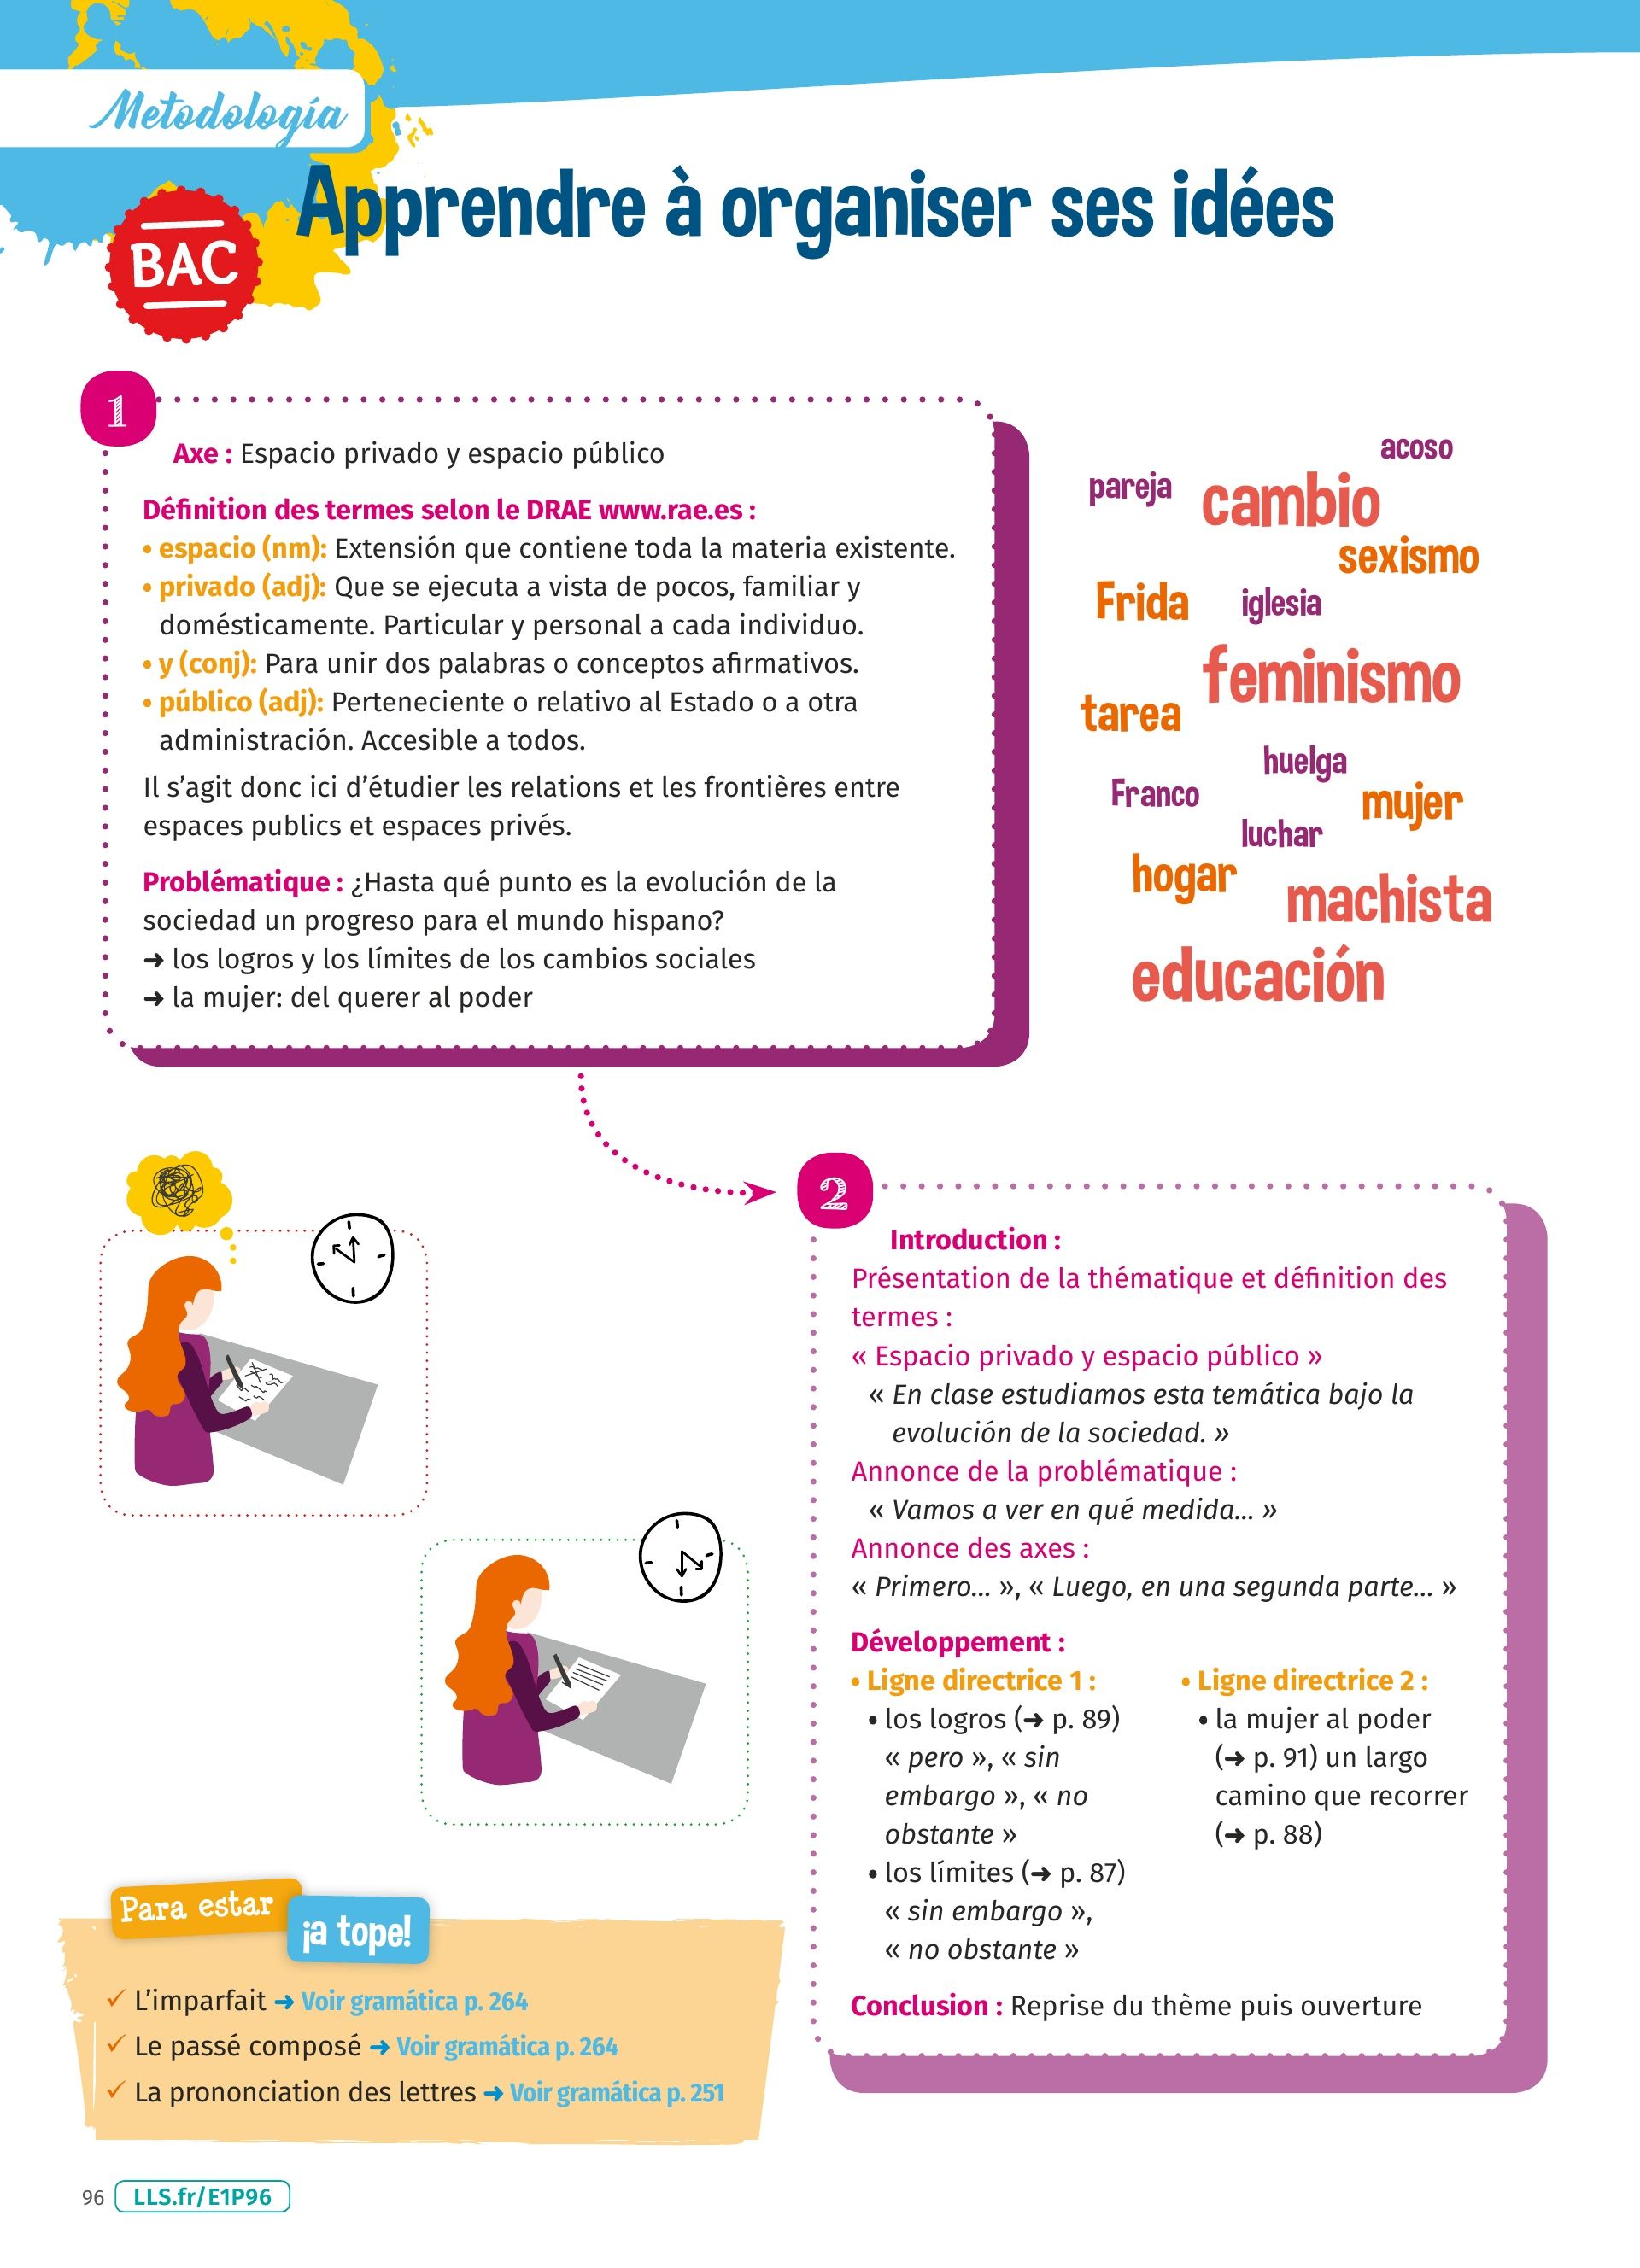 Metodología
BAC
Apprendre à organiser ses idées
1
Axe : Espacio privado y espacio público
Définition des termes selon le DRAE www.rae.es :
• espacio (nm): Extensión que contiene toda la materia existente.
• privado (adj): Que se ejecuta a vista de pocos, familiar y
domésticamente. Particular y personal a cada individuo.
• y (conj): Para unir dos palabras o conceptos afirmativos.
• público (adj): Perteneciente o relativo al Estado o a otra
administración. Accesible a todos.
Il s’agit donc ici d’étudier les relations et les frontières entre
espaces publics et espaces privés.
Problématique : ¿Hasta qué punto es la evolución de la
sociedad un progreso para el mundo hispano?
➜ los logros y los límites de los cambios sociales
➜ la mujer: del querer al poder
acoso
pareja
cambio
sexismo
Frida
iglesia
feminismo
tarea
huelga
Franco
mujer
luchar
hogar
machista
educación
2
Introduction :
Présentation de la thématique et définition des
termes :
« Espacio privado y espacio público »
« En clase estudiamos esta temática bajo la
evolución de la sociedad. »
Annonce de la problématique :
« Vamos a ver en qué medida... »
Annonce des axes :
« Primero... », « Luego, en una segunda parte... »
Développement :
• Ligne directrice 1 :
• los logros (➜ p. 89)
« pero », « sin
embargo », « no
obstante »
• los límites (➜ p. 87)
« sin embargo »,
« no obstante »
• Ligne directrice 2 :
• la mujer al poder
(➜ p. 91) un largo
camino que recorrer
(➜ p. 88)
Conclusion : Reprise du thème puis ouverture
Para estar
¡a tope!
✓ L’imparfait ➜ Voir gramática p. 264
✓ Le passé composé ➜ Voir gramática p. 264
✓ La prononciation des lettres ➜ Voir gramática p. 251
96 LLS.fr/E1P96